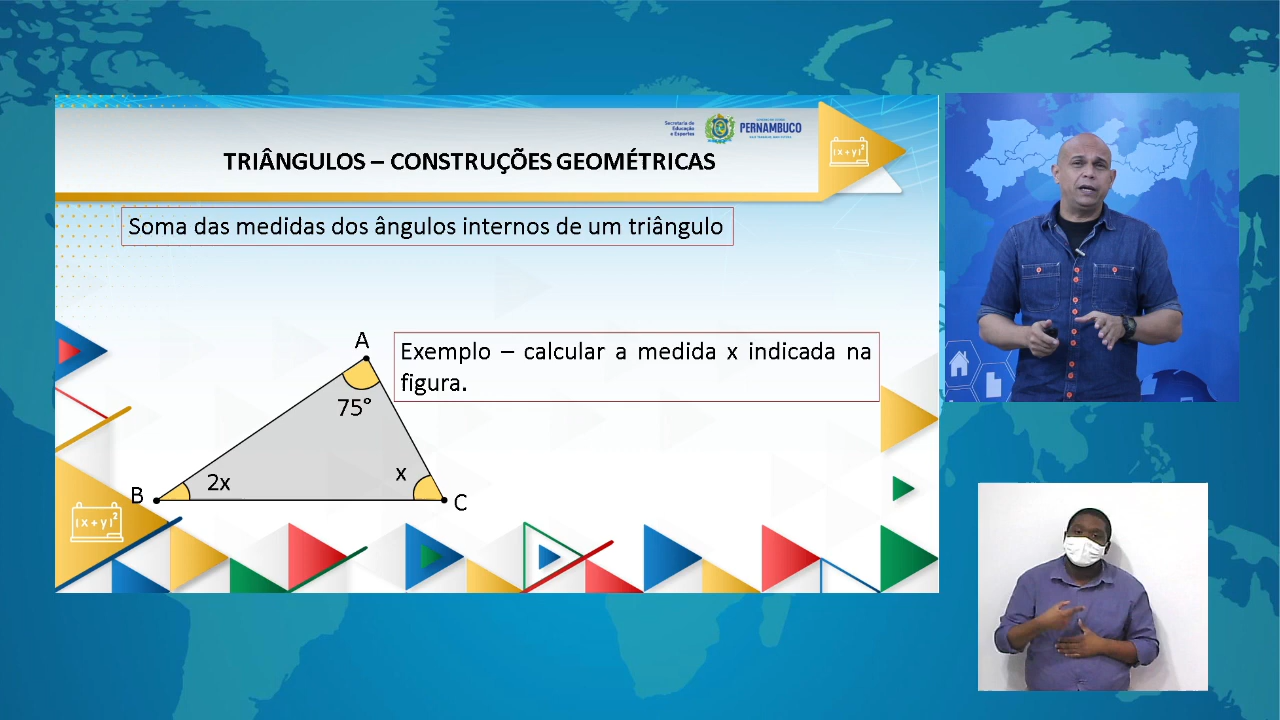 Secretaria de
Educação
e Esportes
PERNAMBUCO
|x+y|²
TRIÂNGULOS – CONSTRUÇÕES GEOMÉTRICAS
Soma das medidas dos ângulos internos de um triângulo
A
Exemplo – calcular a medida x indicada na
figura.
75°
x
2x
B
C
|x+y|²